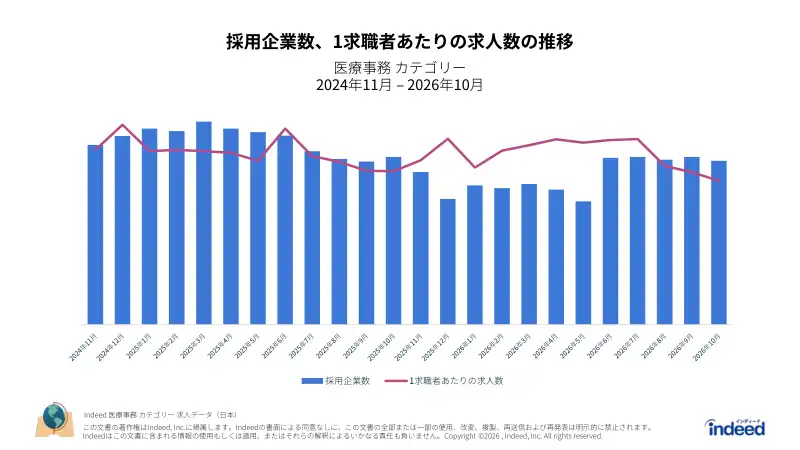 採用企業数、1求職者あたりの求人数の推移
医療事務 カテゴリー
2024年11月 – 2026年10月
2024年11月
2024年12月
2025年1月
2025年2月
2025年3月
2025年4月
2025年5月
2025年6月
2025年7月
2025年8月
2025年9月
2025年10月
2025年11月
2025年12月
2026年1月
2026年2月
2026年3月
2026年4月
2026年5月
2026年6月
2026年7月
2026年8月
2026年9月
2026年10月
採用企業数 1求職者あたりの求人数
Indeed 医療事務 カテゴリー 求人データ（日本）
この文書の著作権はIndeed, Inc.に帰属します。Indeedの書面による同意なしに、この文書の全部または一部の使用、改変、複製、再送信および再発表は明示的に禁止されます。
Indeedはこの文書に含まれる情報の使用もしくは適用、またはそれらの解釈によるいかなる責任も負いません。Copyright ©2026 , Indeed, Inc. All rights reserved.
インディード
indeed